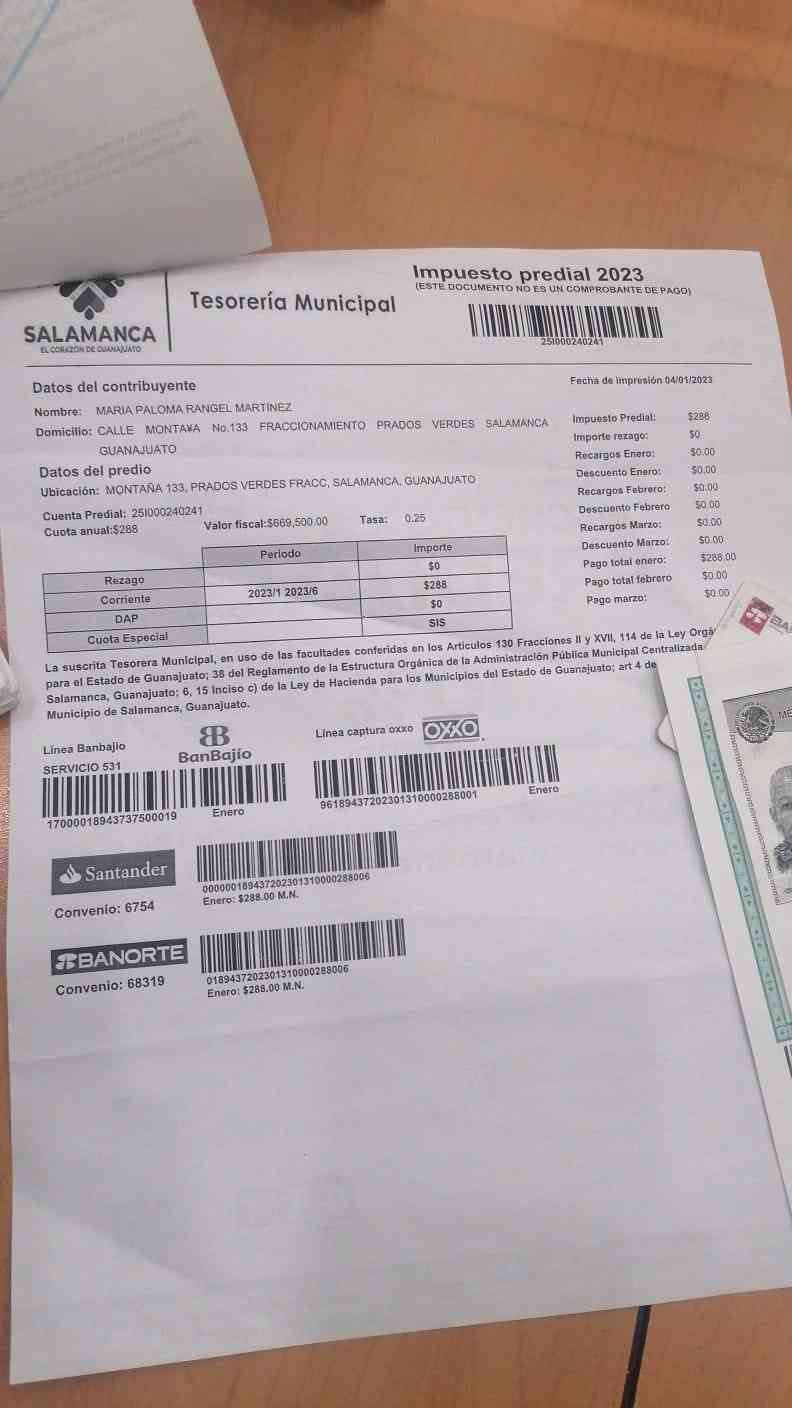 SALAMANCA
EL CORAZÓN DE GUANAJUATO
Tesorería Municipal
Impuesto predial 2023
(ESTE DOCUMENTO NO ES UN COMPROBANTE DE PAGO)
25I000240241
Datos del contribuyente
Fecha de impresión 04/01/2023
Nombre: MARIA PALOMA RANGEL MARTINEZ
Domicilio: CALLE MONTA¥A No.133 FRACCIONAMIENTO PRADOS VERDES SALAMANCA
GUANAJUATO
Datos del predio
Ubicación: MONTAÑA 133, PRADOS VERDES FRACC, SALAMANCA, GUANAJUATO
Cuenta Predial: 25I000240241
Cuota anual:$288 Valor fiscal:$669,500.00 Tasa: 0.25
Impuesto Predial: $288
Importe rezago: $0
Recargos Enero: $0.00
Descuento Enero: $0.00
Recargos Febrero: $0.00
Descuento Febrero $0.00
Recargos Marzo: $0.00
Descuento Marzo: $0.00
Pago total enero: $288.00
Pago total febrero $0.00
Pago marzo: $0.00
Periodo Importe
Rezago $0
Corriente 2023/1 2023/6 $288
DAP $0
Cuota Especial SIS
La suscrita Tesorera Municipal, en uso de las facultades conferidas en los Articulos 130 Fracciones II y XVII, 114 de la Ley
para el Estado de Guanajuato; 38 del Reglamento de la Estructura Orgánica de la Administración Pública Municipal Centralizada
Salamanca, Guanajuato; 6, 15 Inciso c) de la Ley de Hacienda para los Municipios del Estado de Guanajuato; art 4 de
Municipio de Salamanca, Guanajuato.
Línea Banbajio
BanBajío
SERVICIO 531
17000018943737500019
Enero
Línea captura oxxo
OXXO
96189437202301310000288001
Enero
Santander
Convenio: 6754
000000189437202301310000288006
Enero: $288.00 M.N.
BANORTE
Convenio: 68319
0189437202301310000288006
Enero: $288.00 M.N.